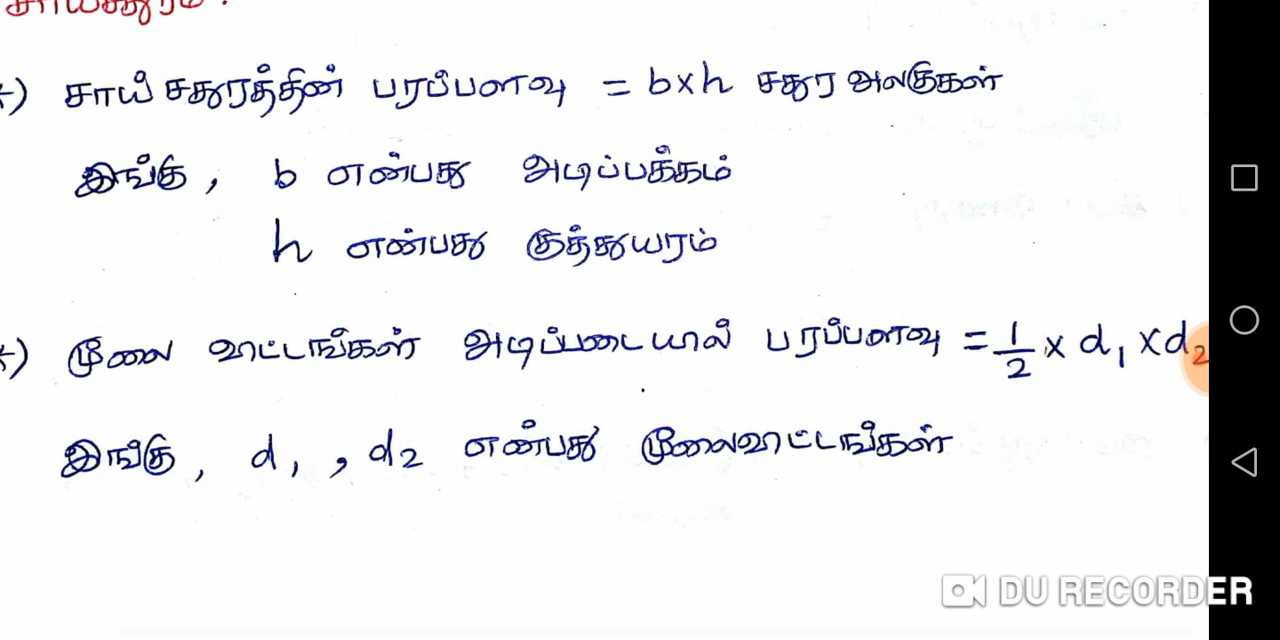 சாய்சதுரம் :
*) சாய் சதுரத்தின் பரப்பளவு = b x h சதுர அலகுகள்
இங்கு , b என்பது அடிப்பக்கம்
h என்பது குத்துயரம்
*) மூலை விட்டங்கள் அடிப்படையில் பரப்பளவு = 1/2 x d1 x d2
இங்கு , d1 , d2 என்பது மூலைவிட்டங்கள்
DU RECORDER